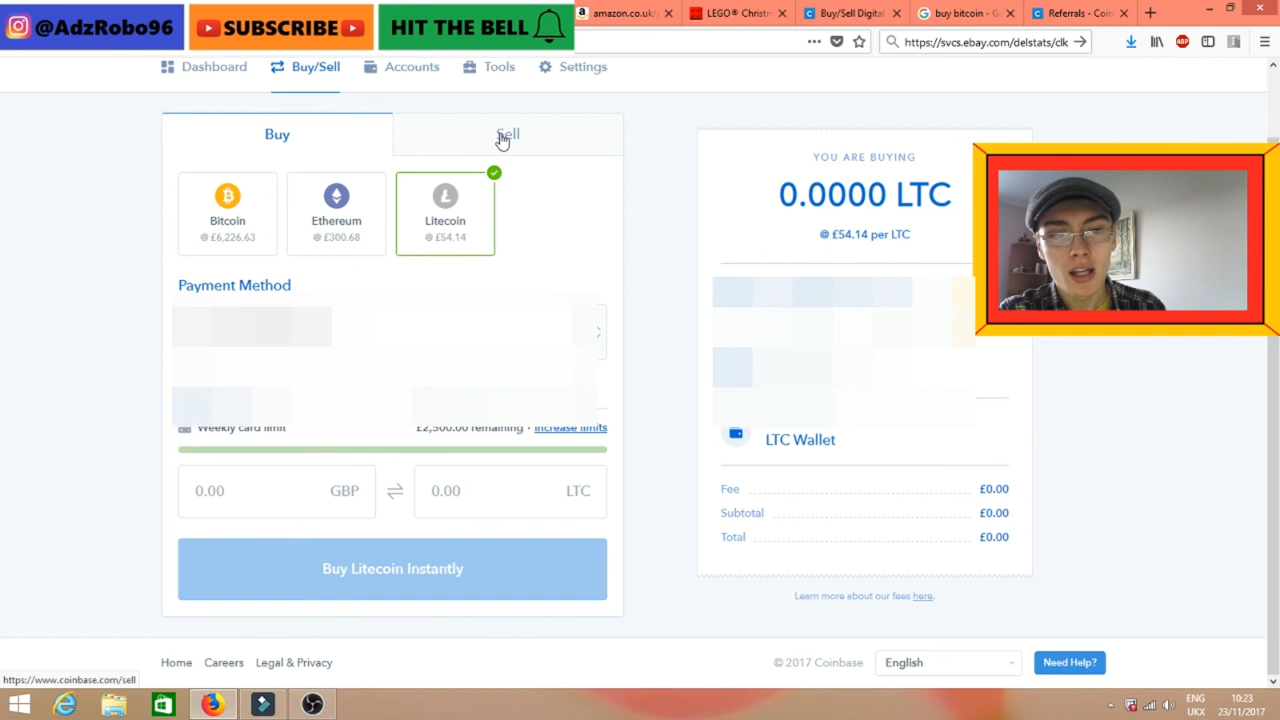 @AdzRobo96
SUBSCRIBE
HIT THE BELL
amazon.co.uk/
LEGO® Christm
Buy/Sell Digital
buy bitcoin - G
Referrals - Coin
https://svcs.ebay.com/delstats/clk
ABP
Dashboard
Buy/Sell
Accounts
Tools
Settings
Buy
Sell
Bitcoin
@ £6,226.63
Ethereum
@ £300.68
Litecoin
@ £54.14
Payment Method
Weekly card limit
£2,500.00 remaining • Increase limits
0.00 GBP
0.00 LTC
Buy Litecoin Instantly
YOU ARE BUYING
0.0000 LTC
@ £54.14 per LTC
LTC Wallet
Fee £0.00
Subtotal £0.00
Total £0.00
Learn more about our fees here.
Home
Careers
Legal & Privacy
© 2017 Coinbase
English
Need Help?
https://www.coinbase.com/sell
ENG
UKX
10:23
23/11/2017